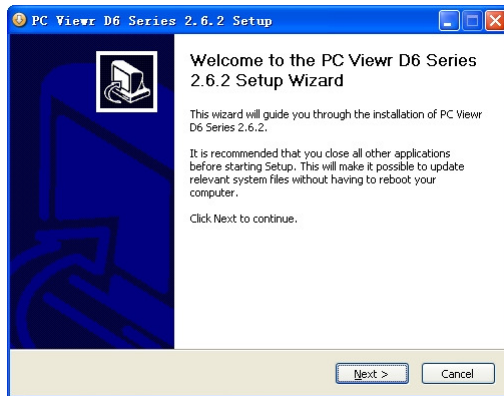 PC Viewr D6 Series 2.6.2 Setup
Welcome to the PC Viewr D6 Series
2.6.2 Setup Wizard
This wizard will guide you through the installation of PC Viewr
D6 Series 2.6.2.
It is recommended that you close all other applications
before starting Setup. This will make it possible to update
relevant system files without having to reboot your
computer.
Click Next to continue.
Next >
Cancel